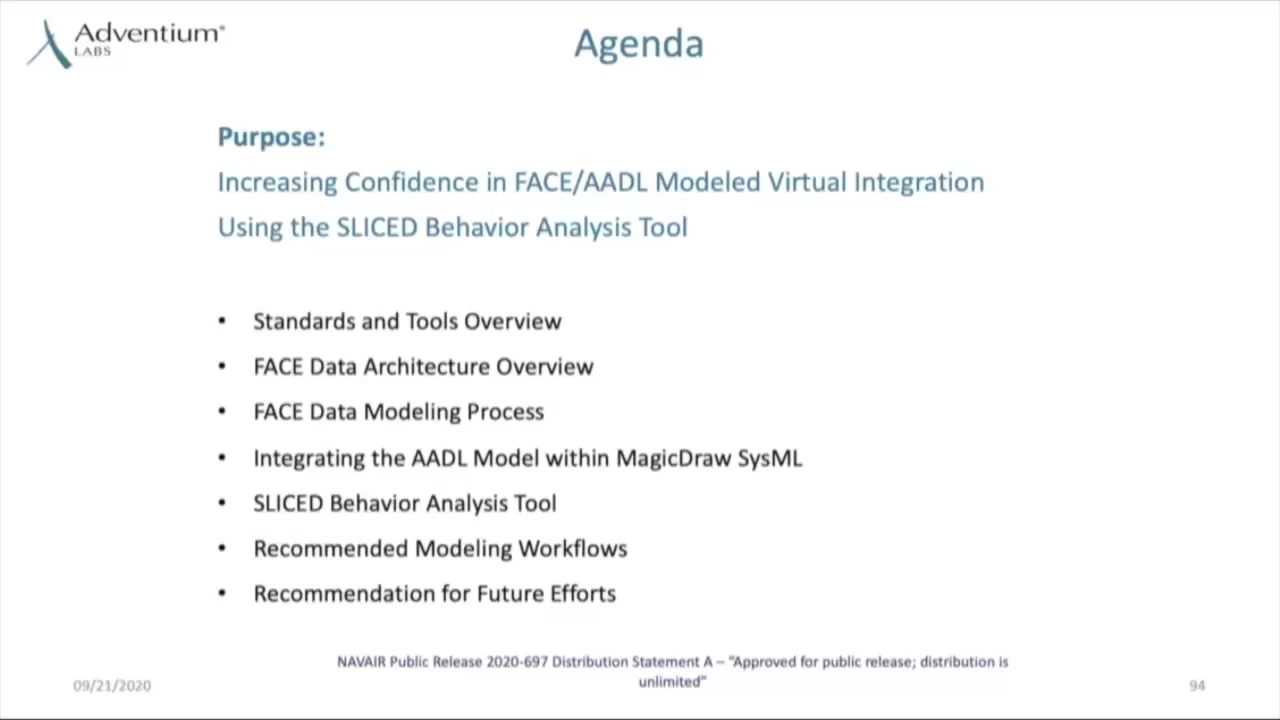 Adventium®
LABS
Agenda
Purpose:
Increasing Confidence in FACE/AADL Modeled Virtual Integration
Using the SLICED Behavior Analysis Tool
• Standards and Tools Overview
• FACE Data Architecture Overview
• FACE Data Modeling Process
• Integrating the AADL Model within MagicDraw SysML
• SLICED Behavior Analysis Tool
• Recommended Modeling Workflows
• Recommendation for Future Efforts
NAVAIR Public Release 2020-697 Distribution Statement A – "Approved for public release; distribution is
unlimited"
09/21/2020
94